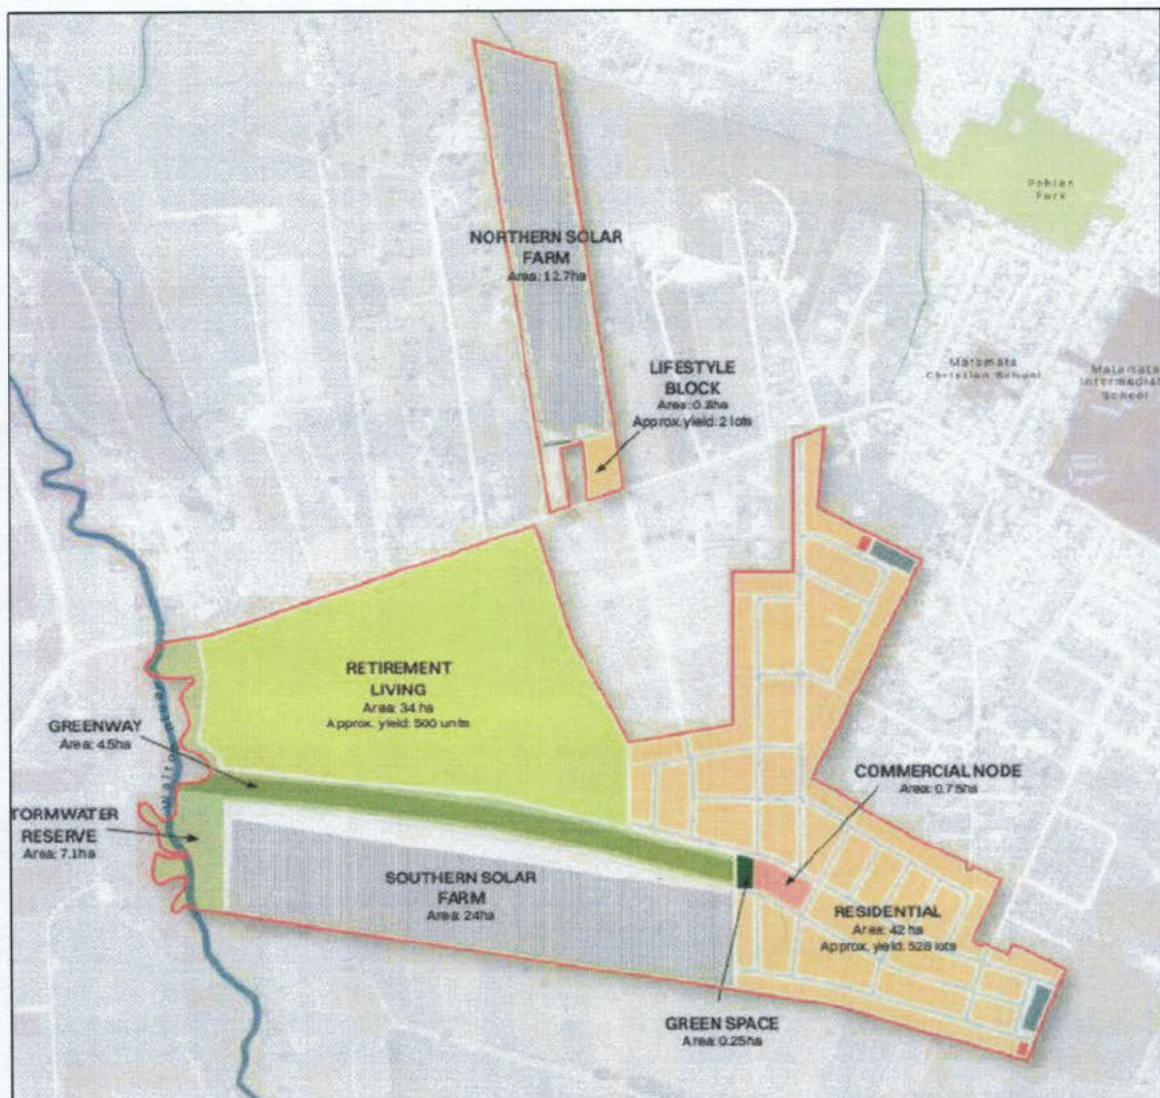 Pohlen
Park
NORTHERN SOLAR
FARM
Area: 12.7ha
LIFESTYLE
BLOCK
Area: 0.8ha
Approx. yield: 2 lots
Matamata
Christian School
Matamata
Intermediate
School
RETIREMENT
LIVING
Area: 34 ha
Approx. yield: 500 units
GREENWAY
Area: 4.5ha
COMMERCIAL NODE
Area: 0.75ha
TORMWATER
RESERVE
Area: 7.1ha
SOUTHERN SOLAR
FARM
Area: 24ha
RESIDENTIAL
Area: 42 ha
Approx. yield: 528 lots
GREEN SPACE
Area: 0.25ha